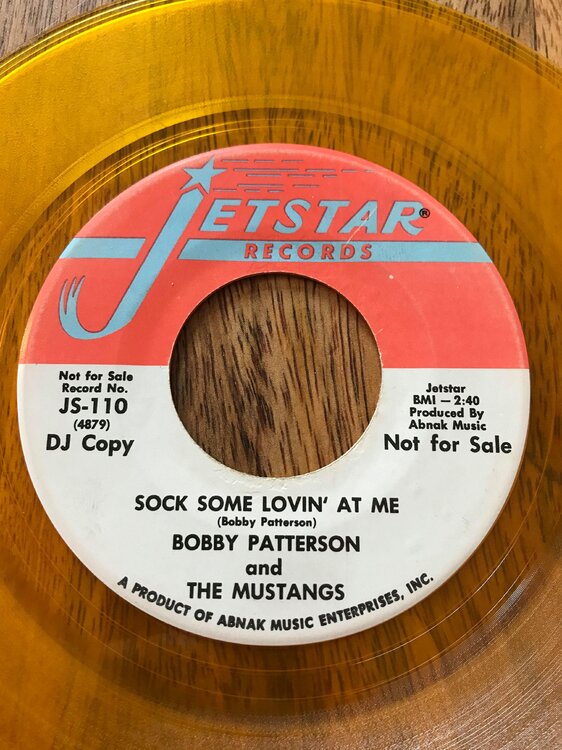 JETSTAR®
RECORDS
Not for Sale
Record No.
JS-110
(4879)
DJ Copy
Jetstar
BMI — 2:40
Produced By
Abnak Music
Not for Sale
SOCK SOME LOVIN' AT ME
(Bobby Patterson)
BOBBY PATTERSON
and
THE MUSTANGS
A PRODUCT OF ABNAK MUSIC ENTERPRISES, INC.